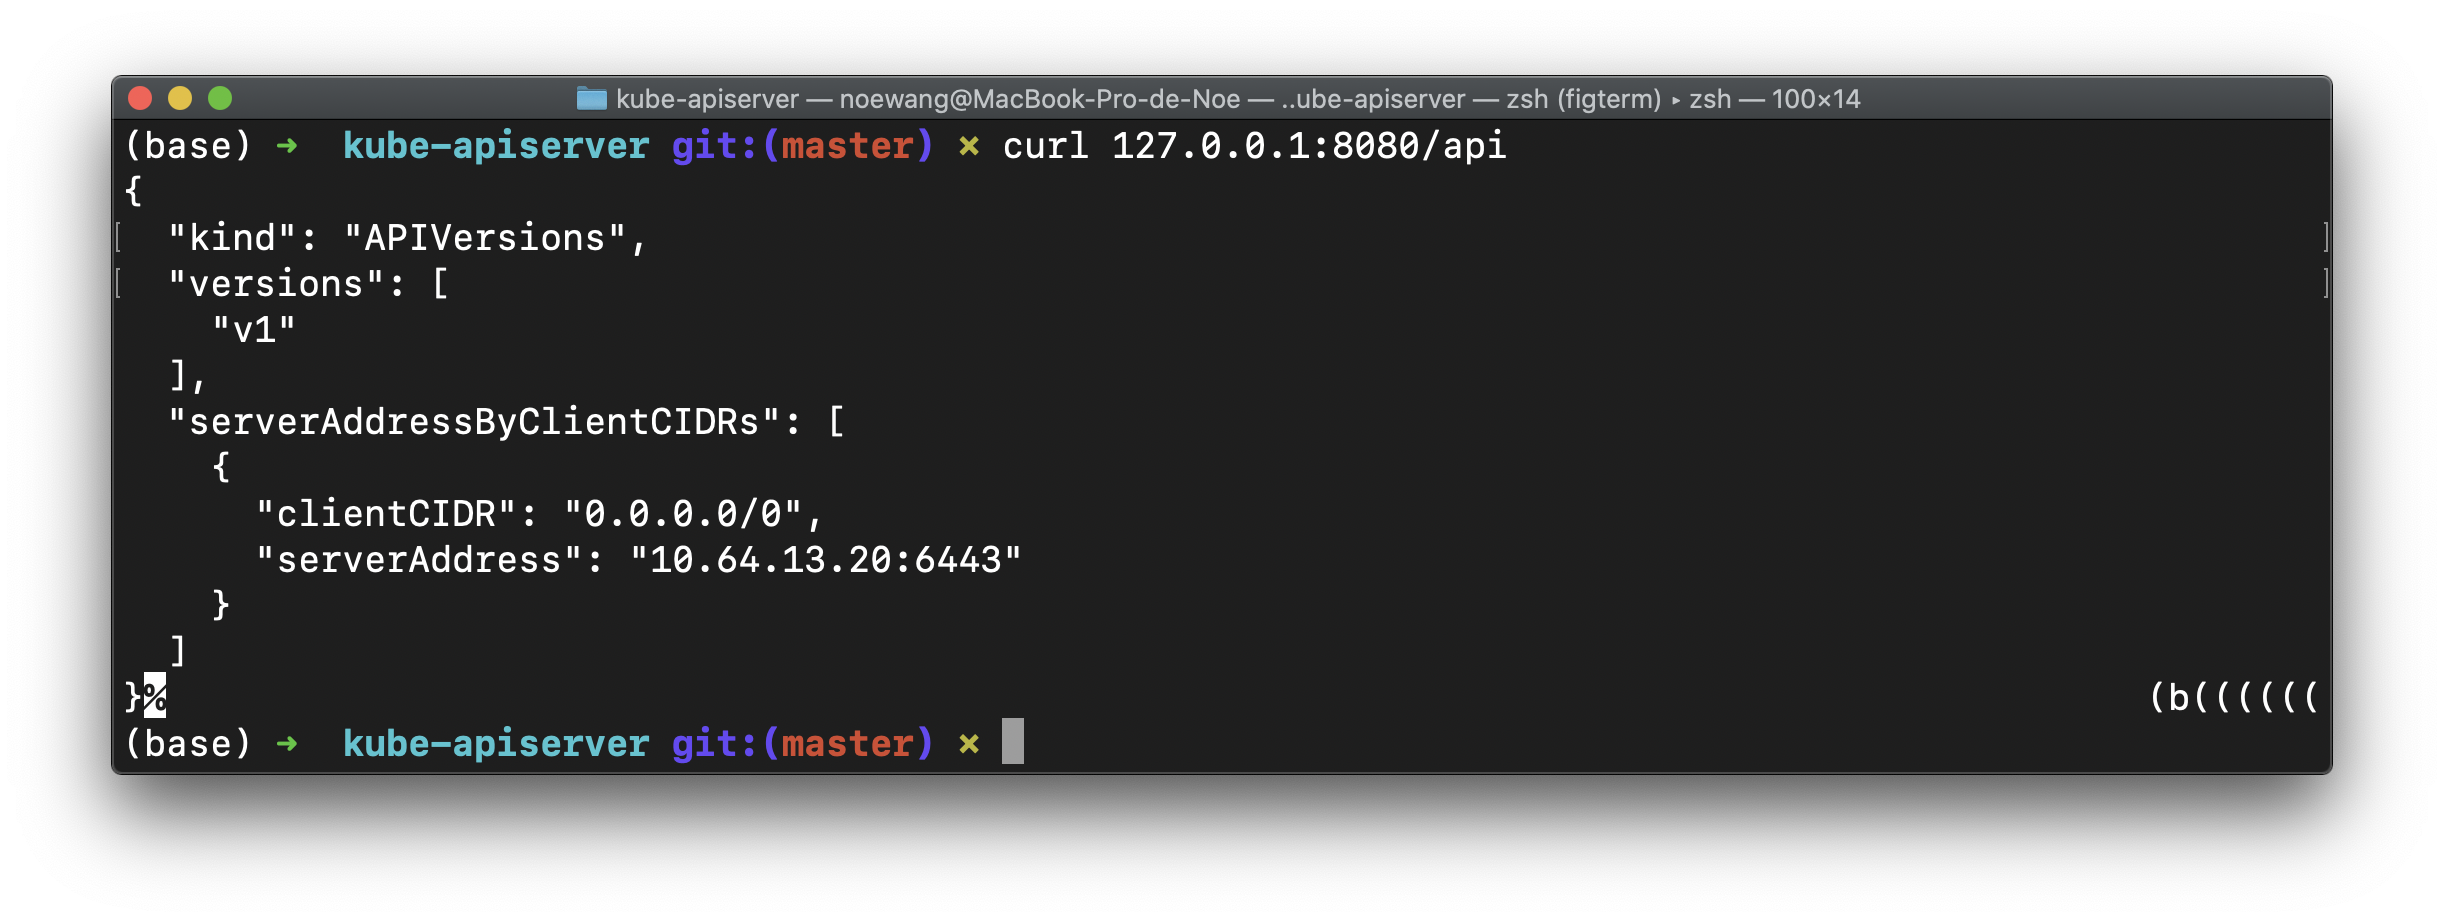 kube-apiserver — noewang@MacBook-Pro-de-Noe — ..ube-apiserver — zsh (figterm) ▸ zsh — 100×14
(base) ➜  kube-apiserver git:(master) ✗ curl 127.0.0.1:8080/api
{
  "kind": "APIVersions",
  "versions": [
    "v1"
  ],
  "serverAddressByClientCIDRs": [
    {
      "clientCIDR": "0.0.0.0/0",
      "serverAddress": "10.64.13.20:6443"
    }
  ]
}% (b((((((
(base) ➜  kube-apiserver git:(master) ✗